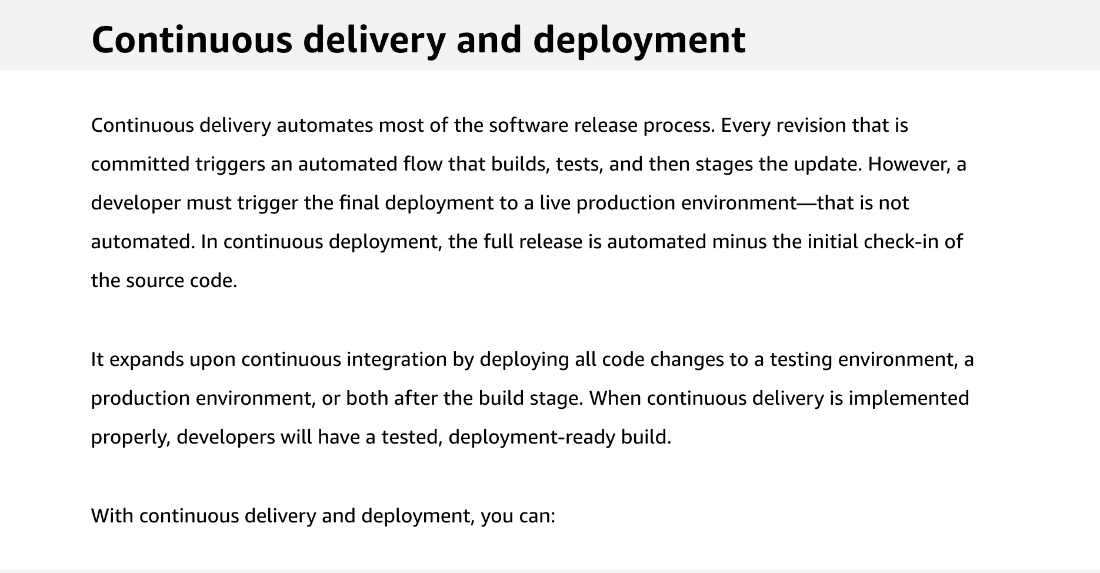 Continuous delivery and deployment
Continuous delivery automates most of the software release process. Every revision that is
committed triggers an automated flow that builds, tests, and then stages the update. However, a
developer must trigger the final deployment to a live production environment—that is not
automated. In continuous deployment, the full release is automated minus the initial check-in of
the source code.
It expands upon continuous integration by deploying all code changes to a testing environment, a
production environment, or both after the build stage. When continuous delivery is implemented
properly, developers will have a tested, deployment-ready build.
With continuous delivery and deployment, you can: